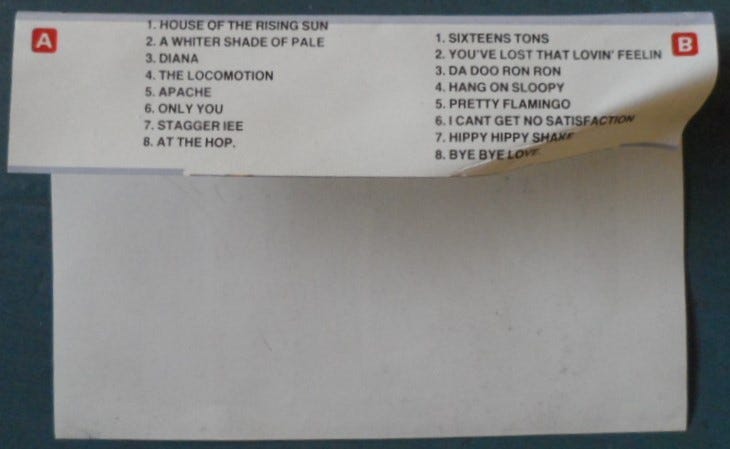 A
1. HOUSE OF THE RISING SUN
2. A WHITER SHADE OF PALE
3. DIANA
4. THE LOCOMOTION
5. APACHE
6. ONLY YOU
7. STAGGER IEE
8. AT THE HOP.
B
1. SIXTEENS TONS
2. YOU'VE LOST THAT LOVIN' FEELIN
3. DA DOO RON RON
4. HANG ON SLOOPY
5. PRETTY FLAMINGO
6. I CANT GET NO SATISFACTION
7. HIPPY HIPPY SHAKE
8. BYE BYE LOVE.